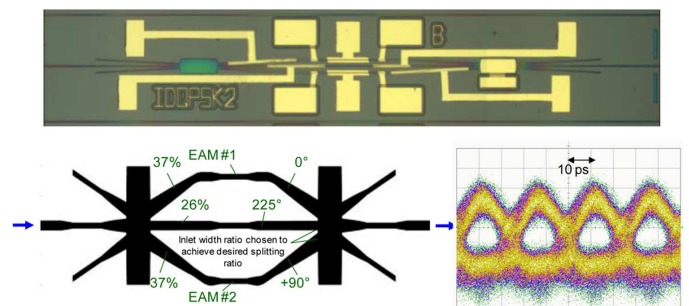 B
IDQPSK2
EAM #1
37%
0°
10 ps
26%
225°
Inlet width ratio chosen to
achieve desired splitting
ratio
37%
+90°
EAM #2